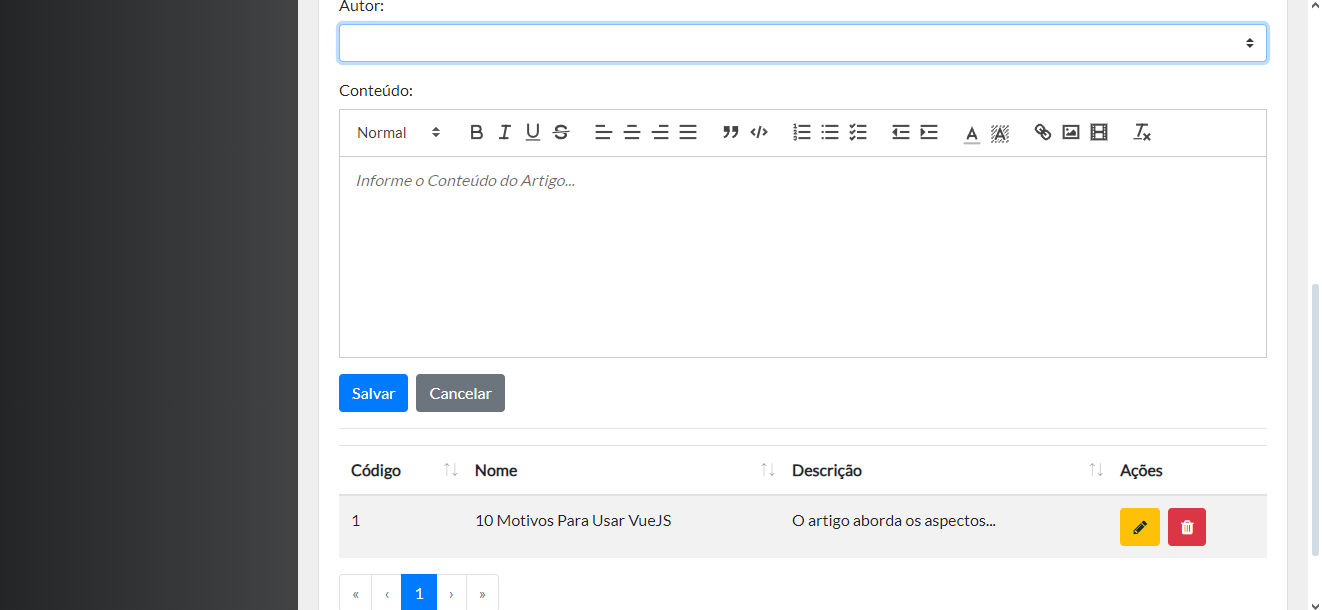 Autor:
Conteúdo:
Normal
Informe o Conteúdo do Artigo...
Salvar Cancelar
Código Nome Descrição Ações
1 10 Motivos Para Usar VueJS O artigo aborda os aspectos...
« ‹ 1 › »